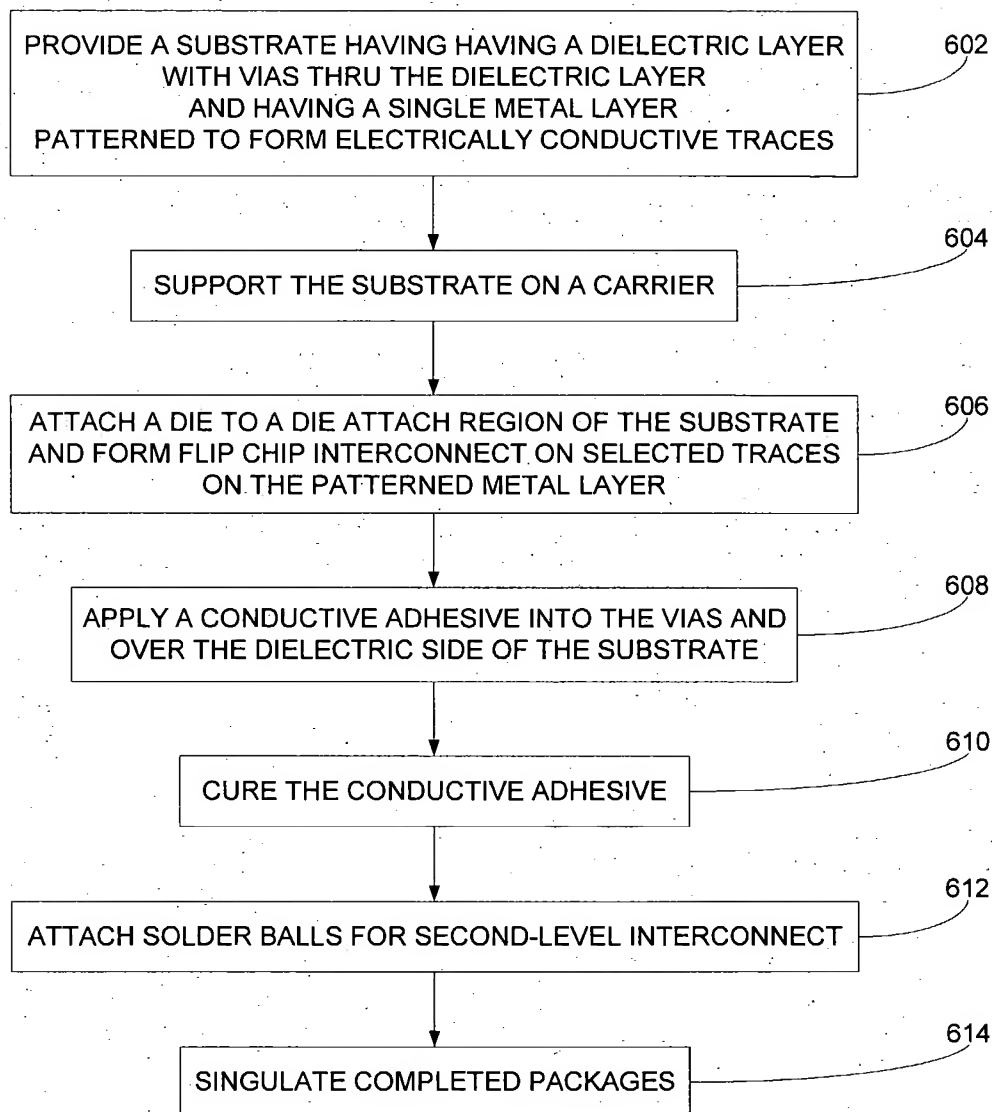 PROVIDE A SUBSTRATE HAVING HAVING A DIELECTRIC LAYER
WITH VIAS THRU THE DIELECTRIC LAYER
AND HAVING A SINGLE METAL LAYER
PATTERNED TO FORM ELECTRICALLY CONDUCTIVE TRACES
602
SUPPORT THE SUBSTRATE ON A CARRIER
604
ATTACH A DIE TO A DIE ATTACH REGION OF THE SUBSTRATE
AND FORM FLIP CHIP INTERCONNECT ON SELECTED TRACES
ON THE PATTERNED METAL LAYER
606
APPLY A CONDUCTIVE ADHESIVE INTO THE VIAS AND
OVER THE DIELECTRIC SIDE OF THE SUBSTRATE
608
CURE THE CONDUCTIVE ADHESIVE
610
ATTACH SOLDER BALLS FOR SECOND-LEVEL INTERCONNECT
612
SINGULATE COMPLETED PACKAGES
614